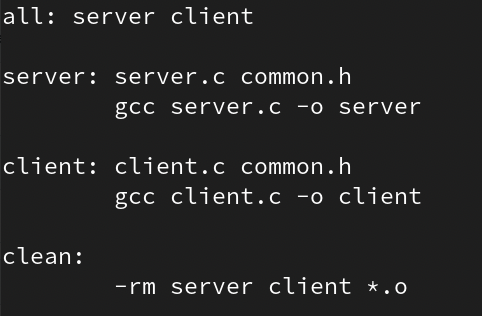 all: server client

server: server.c common.h
        gcc server.c -o server

client: client.c common.h
        gcc client.c -o client

clean:
        -rm server client *.o